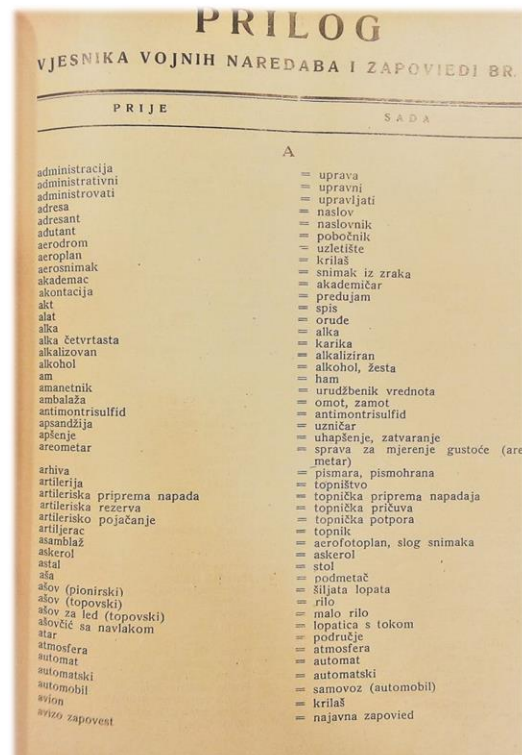 PRILOG
VJESNIKA VOJNIH NAREDABA I ZAPOVIEDI BR.
PRIJE SADA
A
administracija = uprava
administrativni = upravni
administrovati = upravljati
adresa = naslov
adresant = naslovnik
adutant = pobočnik
aerodrom = uzletište
aeroplan = krilaš
aerosnimak = snimak iz zraka
akademac = akademičar
akontacija = predujam
akt = spis
alat = oruđe
alka = alka
alka četvrtasta = karika
alkalizovan = alkaliziran
alkohol = alkohol, žesta
am = ham
amanetnik = urudžbenik vrednota
ambalaža = omot, zamot
antimontrisulfid = antimontrisulfid
apsandžija = uzničar
apšenje = uhapšenje, zatvaranje
areometar = sprava za mjerenje gustoće (are
metar)
arhiva = pismara, pismohrana
artilerija = topništvo
artileriska priprema napada = topnička priprema napadaja
artileriska rezerva = topnička pričuva
artilerisko pojačanje = topnička potpora
artiljerac = topnik
asamblaž = aerofotoplan, slog snimaka
askerol = askerol
astal = stol
aša = podmetač
ašov (pionirski) = šiljata lopata
ašov (topovski) = rilo
ašov za led (topovski) = malo rilo
ašovčić sa navlakom = lopatica s tokom
atar = područje
atmosfera = atmosfera
automat = automat
automatski = automatski
automobil = samovoz (automobil)
avion = krilaš
avizo zapovest = najavna zapovied